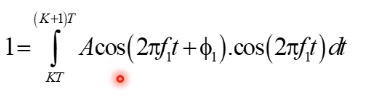 1= ∫_{KT}^{(K+1)T} Acos(2πf₁t+ϕ₁).cos(2πf₁t)dt